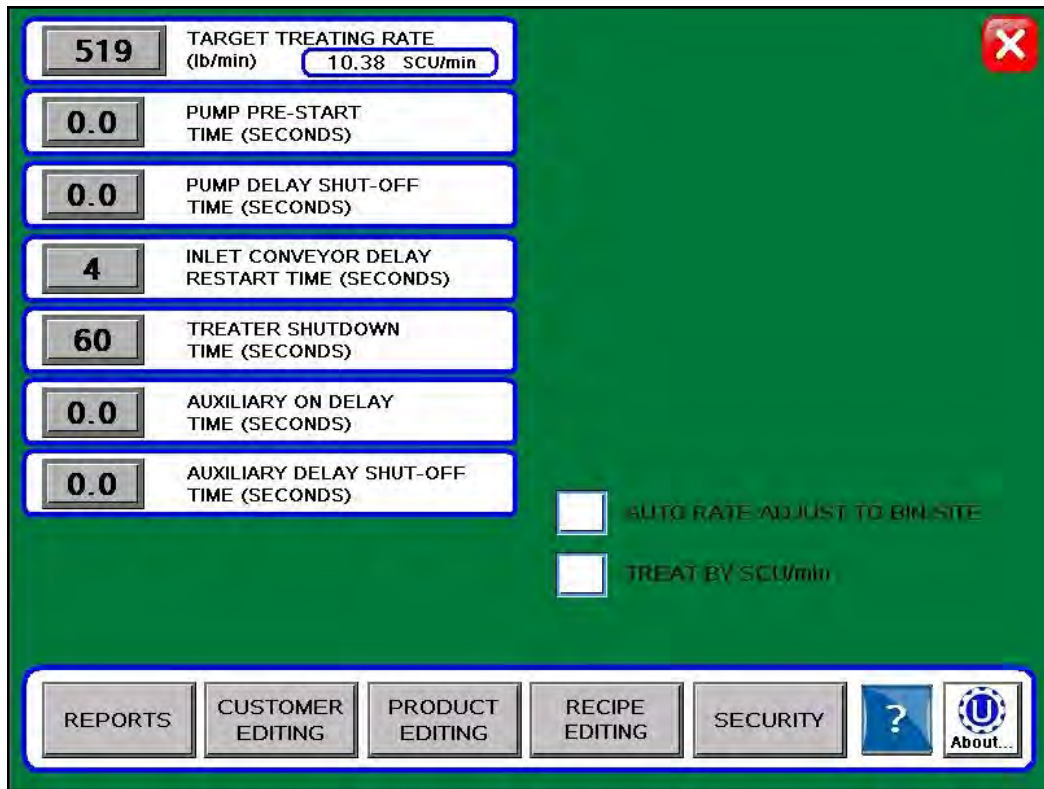 519
TARGET TREATING RATE
(lb/min) 10.38 SCU/min
0.0
PUMP PRE-START
TIME (SECONDS)
0.0
PUMP DELAY SHUT-OFF
TIME (SECONDS)
4
INLET CONVEYOR DELAY
RESTART TIME (SECONDS)
60
TREATER SHUTDOWN
TIME (SECONDS)
0.0
AUXILIARY ON DELAY
TIME (SECONDS)
0.0
AUXILIARY DELAY SHUT-OFF
TIME (SECONDS)
AUTO RATE ADJUST TO BIN SITE
TREAT BY SCU/min
REPORTS
CUSTOMER
EDITING
PRODUCT
EDITING
RECIPE
EDITING
SECURITY
?
U
About...